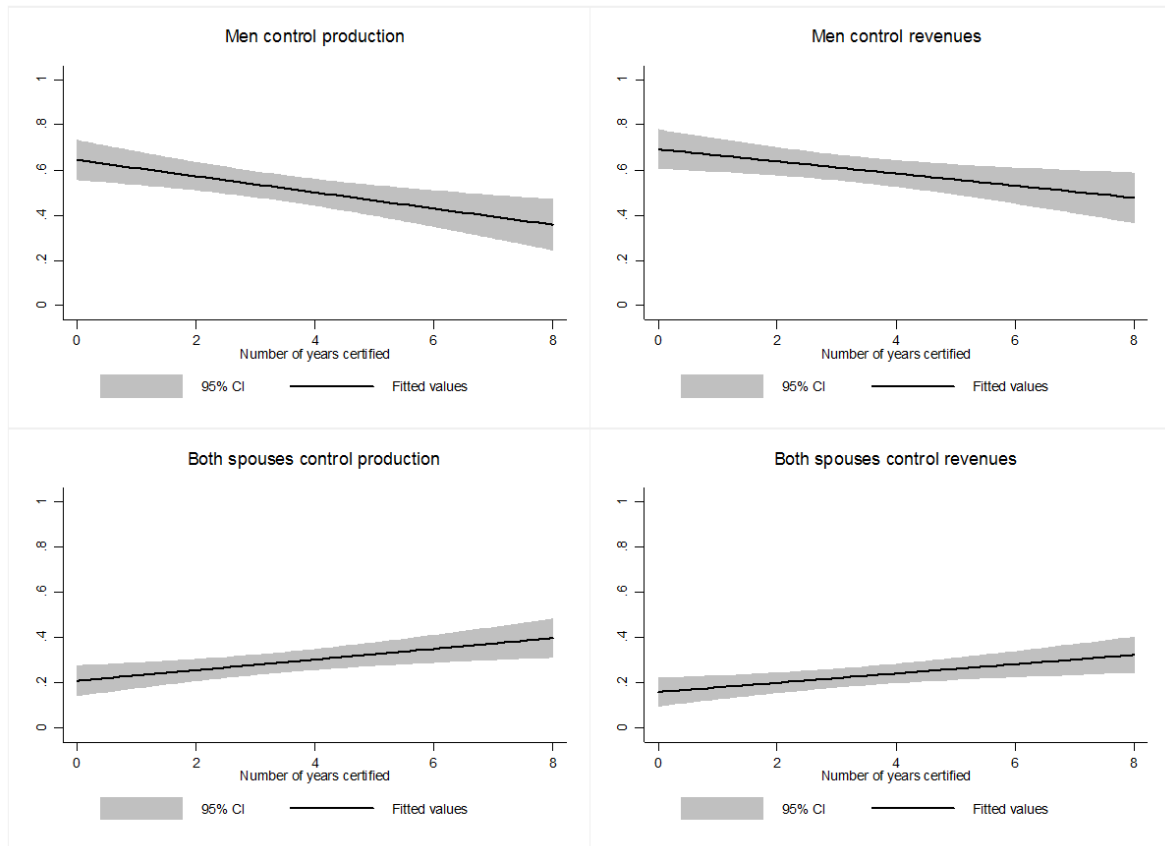 Men control production
1
.8
.6
.4
.2
0
0 2 4 6 8
Number of years certified
95% CI Fitted values
Men control revenues
1
.8
.6
.4
.2
0
0 2 4 6 8
Number of years certified
95% CI Fitted values
Both spouses control production
1
.8
.6
.4
.2
0
0 2 4 6 8
Number of years certified
95% CI Fitted values
Both spouses control revenues
1
.8
.6
.4
.2
0
0 2 4 6 8
Number of years certified
95% CI Fitted values